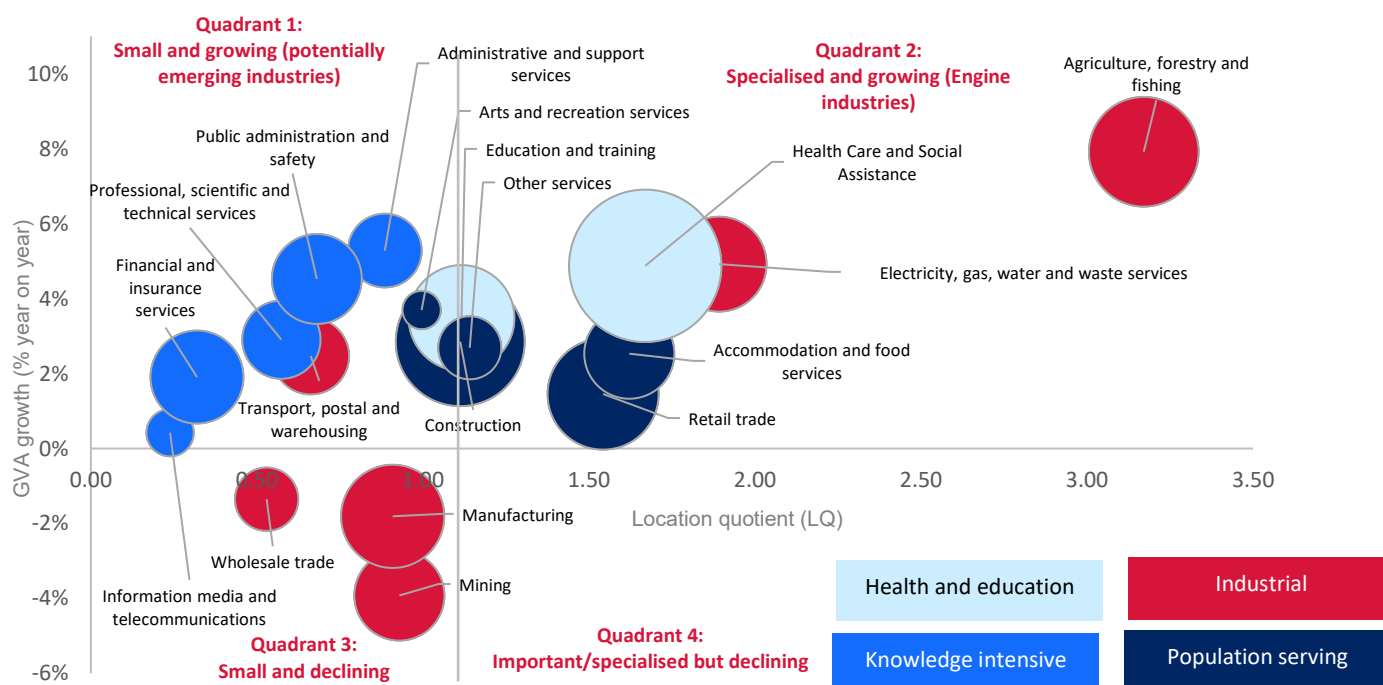 Quadrant 1:
Small and growing (potentially
emerging industries)
Administrative and support
services
Quadrant 2:
Specialised and growing (Engine
industries)
Agriculture, forestry and
fishing
Arts and recreation services
Public administration and
safety
Education and training
Health Care and Social
Assistance
Other services
Professional, scientific and
technical services
Financial and
insurance
services
Electricity, gas, water and waste services
Accommodation and food
services
Transport, postal and
warehousing
Construction
Retail trade
GVA growth (% year on year)
10%
8%
6%
4%
2%
0%
-2%
-4%
-6%
0.00
0.50
1.00
1.50
2.00
2.50
3.00
3.50
Location quotient (LQ)
Manufacturing
Wholesale trade
Mining
Information media and
telecommunications
Quadrant 3:
Small and declining
Quadrant 4:
Important/specialised but declining
Health and education
Industrial
Knowledge intensive
Population serving